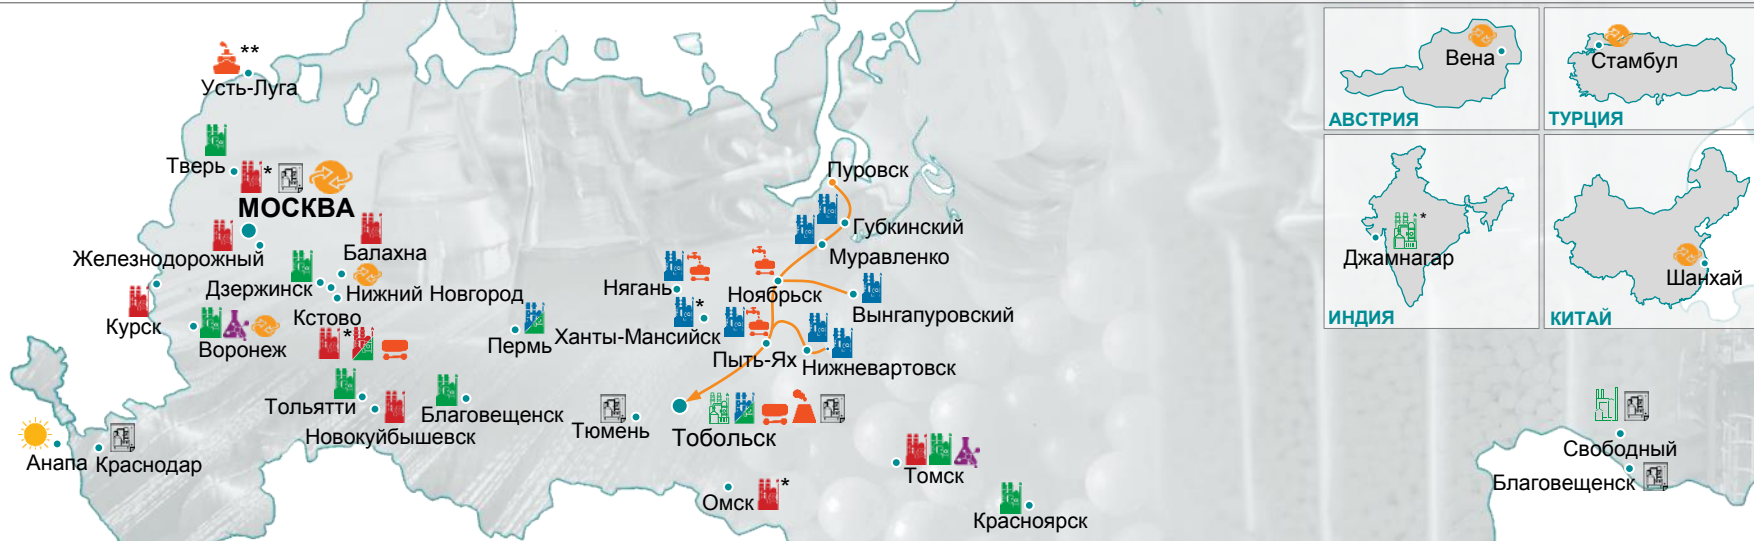 **
Усть-Луга
Тверь
*
МОСКВА
Железнодорожный
Балахна
Дзержинск
Нижний Новгород
Кстово
Курск
Воронеж
*
Пермь
Тольятти
Новокуйбышевск
Благовещенск
Анапа
Краснодар
Тюмень
Тобольск
Омск
*
Томск
Красноярск
Пуровск
Губкинский
Муравленко
Нягань
Ноябрьск
Вынгапуровский
*
Ханты-Мансийск
Пыть-Ях
Нижневартовск
Вена
АВСТРИЯ
Стамбул
ТУРЦИЯ
*
Джамнагар
ИНДИЯ
Шанхай
КИТАЙ
Свободный
Благовещенск